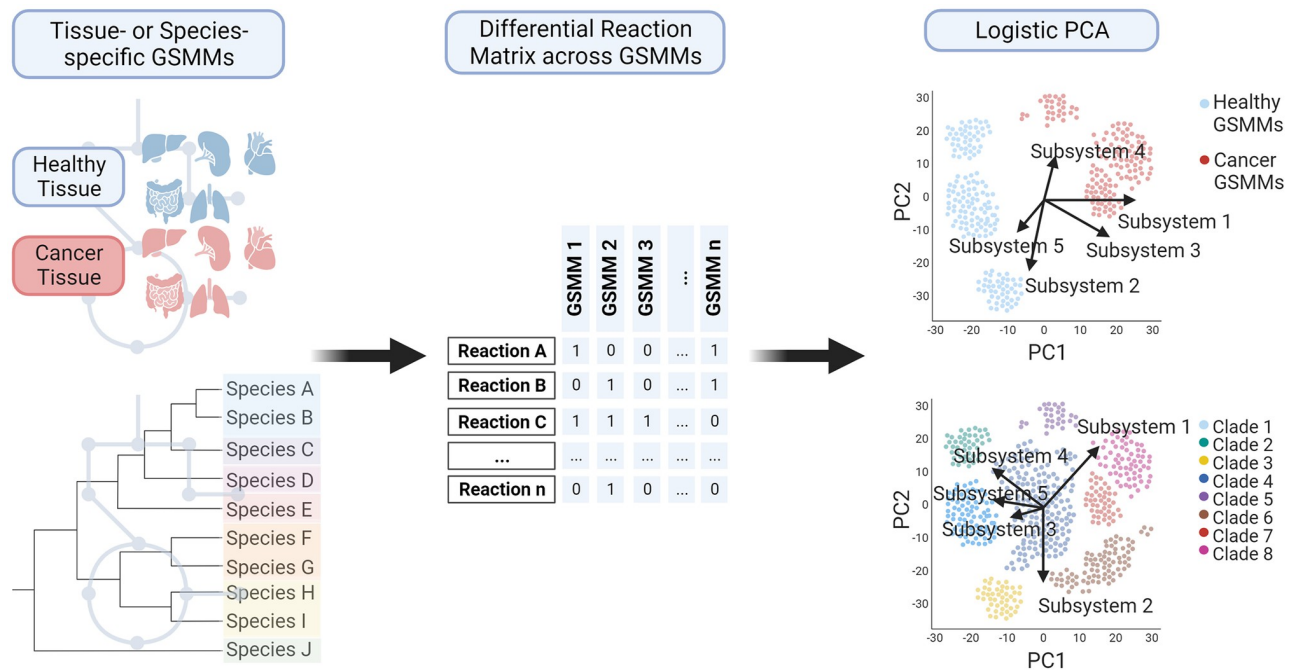 Tissue- or Species-
specific GSMMs
Differential Reaction
Matrix across GSMMs
Logistic PCA
Healthy
Tissue
Cancer
Tissue
Species A
Species B
Species C
Species D
Species E
Species F
Species G
Species H
Species I
Species J
GSMM 1
GSMM 2
GSMM 3
...
GSMM n
Reaction A 1 0 0 ... 1
Reaction B 0 1 0 ... 1
Reaction C 1 1 1 ... 0
... ... ... ... ... ...
Reaction n 0 1 0 ... 0
30
20
10
0
-10
-20
-30
PC2
-30 -20 -10 0 10 20 30
PC1
Subsystem 4
Subsystem 1
Subsystem 3
Subsystem 5
Subsystem 2
Healthy
GSMMs
Cancer
GSMMs
30
20
10
0
-10
-20
-30
PC2
-30 -20 -10 0 10 20 30
PC1
Subsystem 1
Subsystem 4
Subsystem 5
Subsystem 3
Subsystem 2
Clade 1
Clade 2
Clade 3
Clade 4
Clade 5
Clade 6
Clade 7
Clade 8